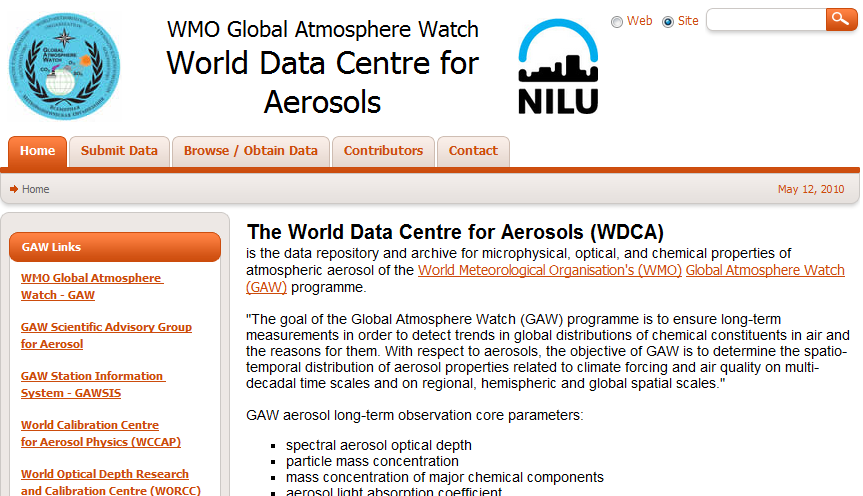 WMO Global Atmosphere Watch
World Data Centre for
Aerosols
GLOBAL
ATMOSPHERE
WATCH
NILU
Web Site
Home Submit Data Browse / Obtain Data Contributors Contact
Home May 12, 2010
GAW Links
WMO Global Atmosphere
Watch - GAW
GAW Scientific Advisory Group
for Aerosol
GAW Station Information
System - GAWSIS
World Calibration Centre
for Aerosol Physics (WCCAP)
World Optical Depth Research
and Calibration Centre (WORCC)
The World Data Centre for Aerosols (WDCA)
is the data repository and archive for microphysical, optical, and chemical properties of
atmospheric aerosol of the World Meteorological Organisation's (WMO) Global Atmosphere Watch
(GAW) programme.
"The goal of the Global Atmosphere Watch (GAW) programme is to ensure long-term
measurements in order to detect trends in global distributions of chemical constituents in air and
the reasons for them. With respect to aerosols, the objective of GAW is to determine the spatio-
temporal distribution of aerosol properties related to climate forcing and air quality on multi-
decadal time scales and on regional, hemispheric and global spatial scales."
GAW aerosol long-term observation core parameters:
spectral aerosol optical depth
particle mass concentration
mass concentration of major chemical components
aerosol light absorption coefficient